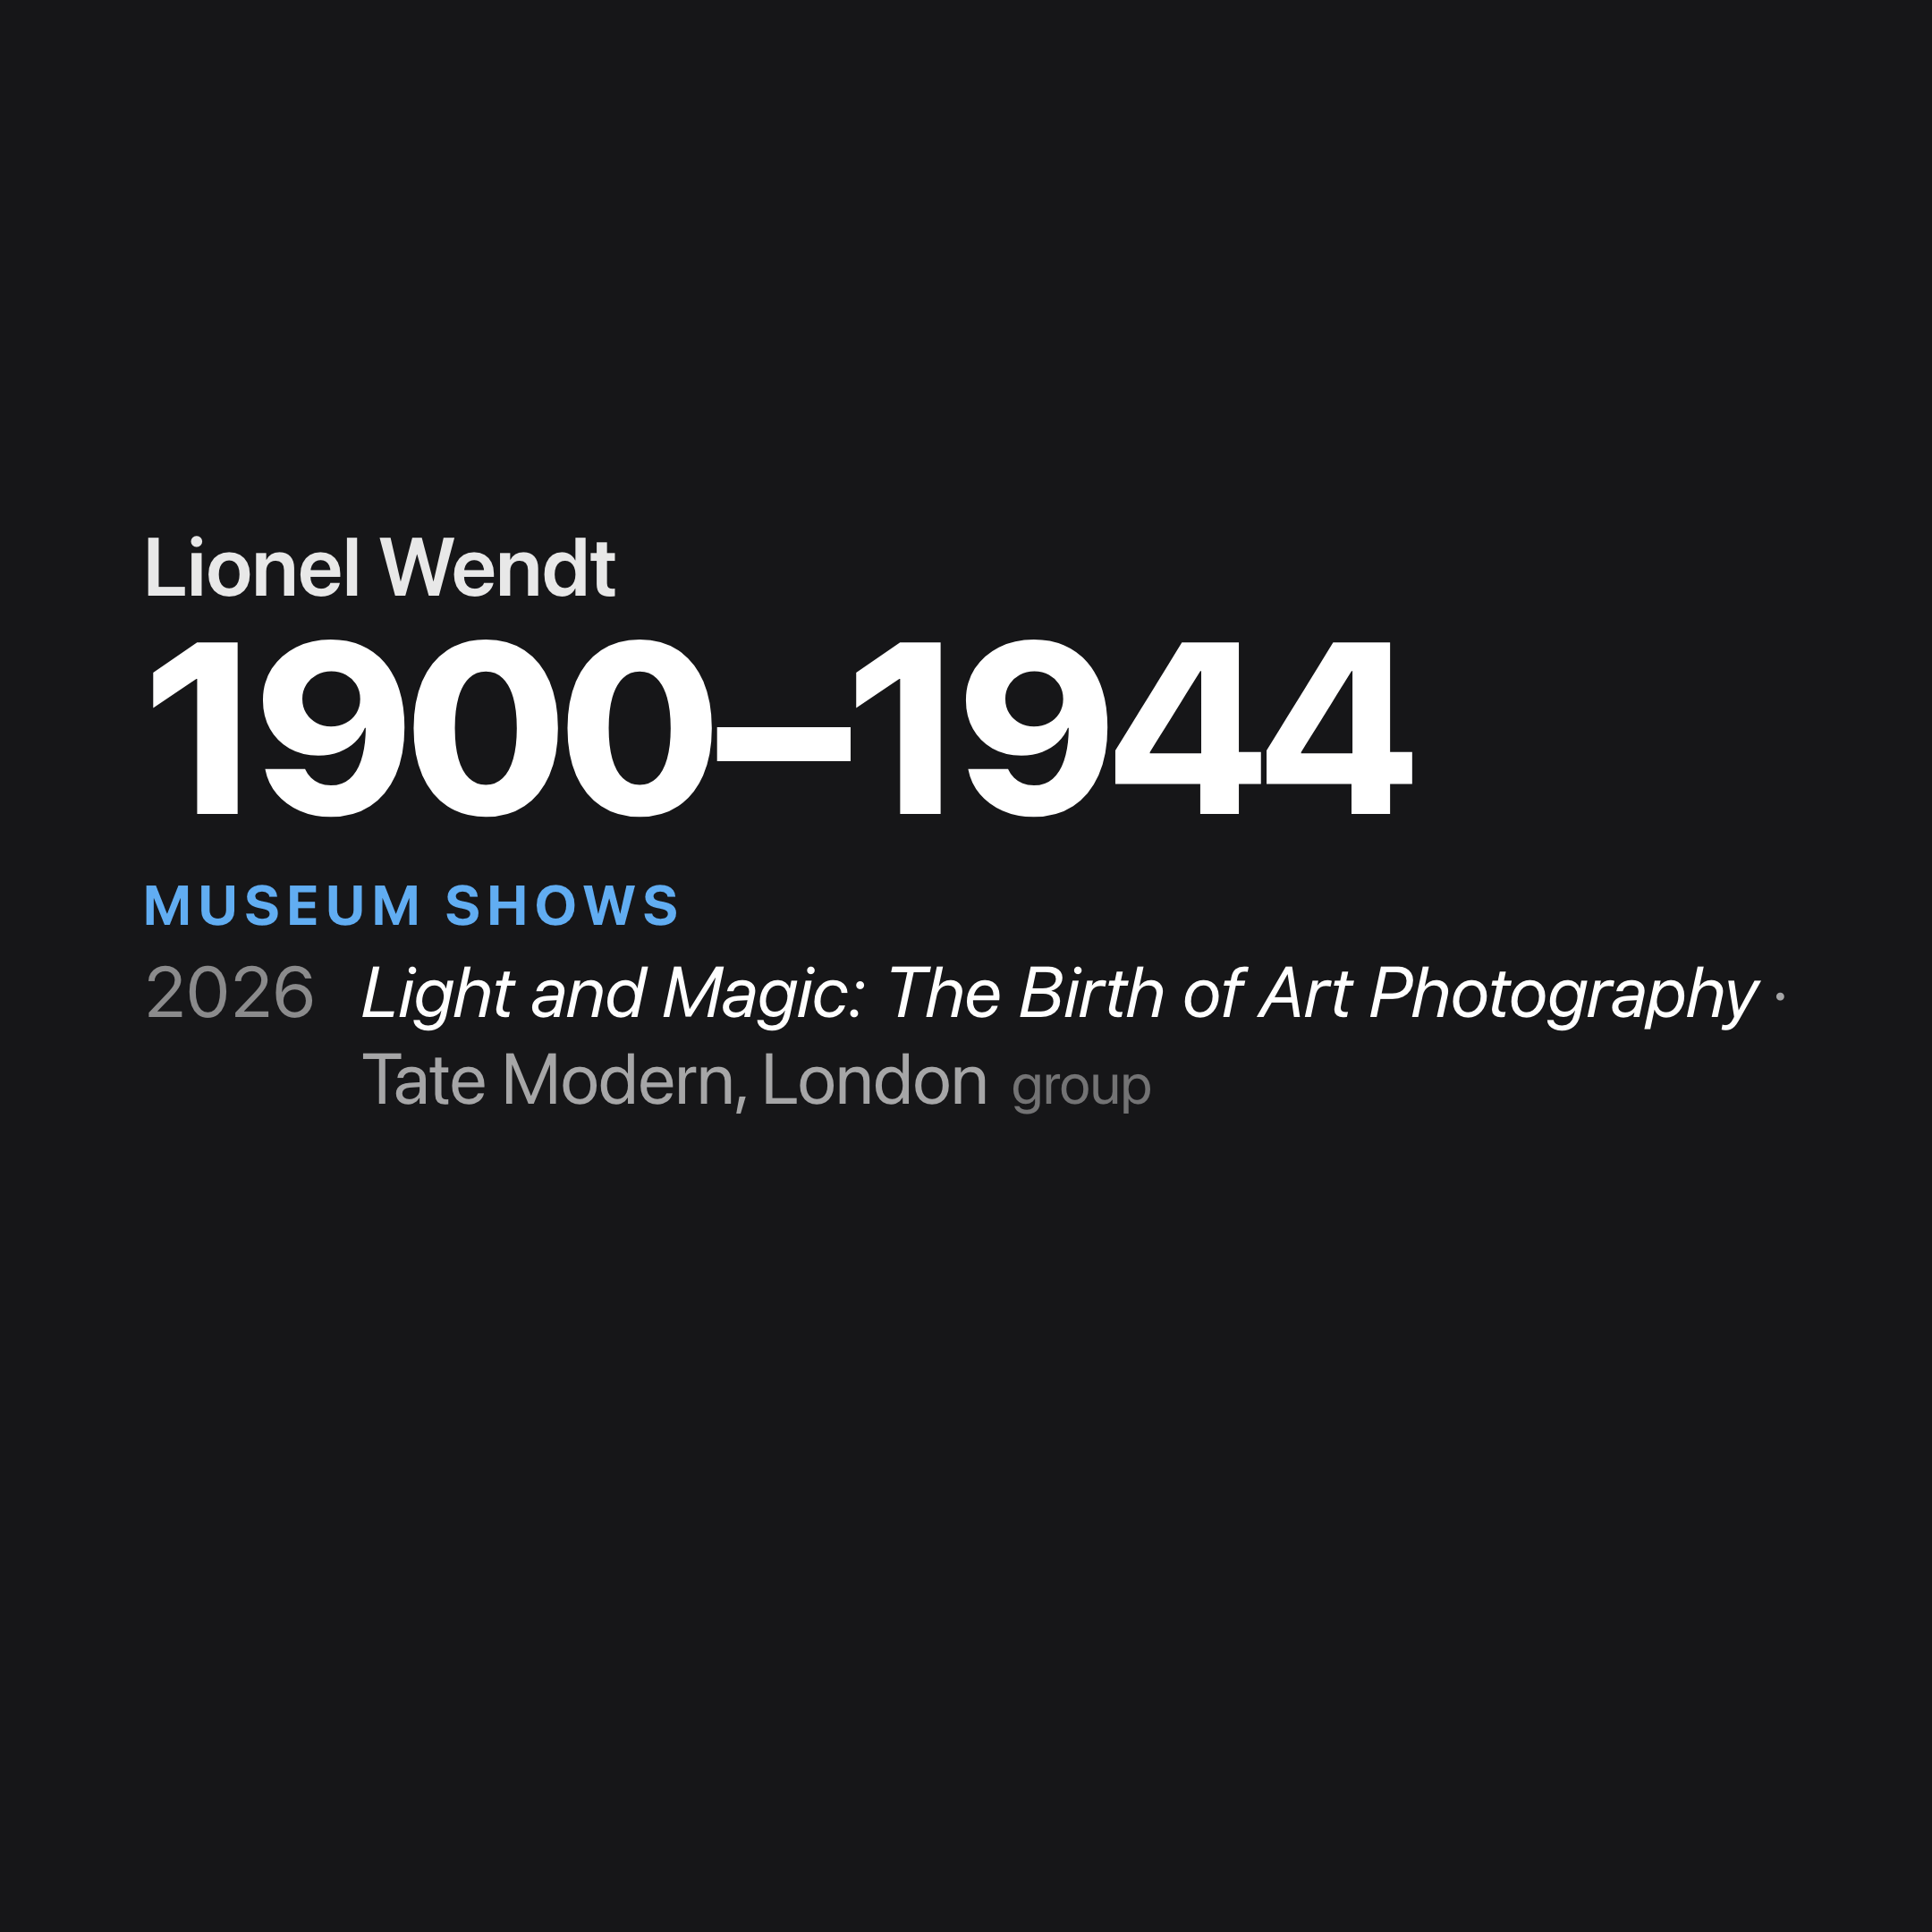 Lionel Wendt
1900–1944
MUSEUM SHOWS
2026 Light and Magic: The Birth of Art Photography ·
Tate Modern, London group